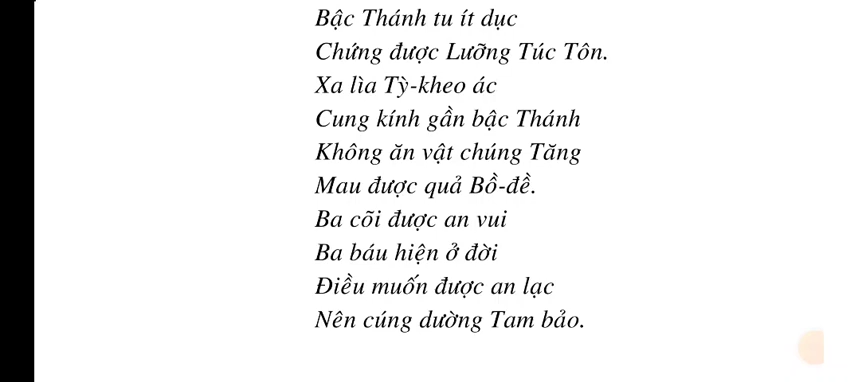 Bậc Thánh tu ít dục
Chứng được Lưỡng Túc Tôn.
Xa lìa Tỳ-kheo ác
Cung kính gần bậc Thánh
Không ăn vật chúng Tăng
Mau được quả Bồ-đề.
Ba cõi được an vui
Ba báu hiện ở đời
Điều muốn được an lạc
Nên cúng dường Tam bảo.